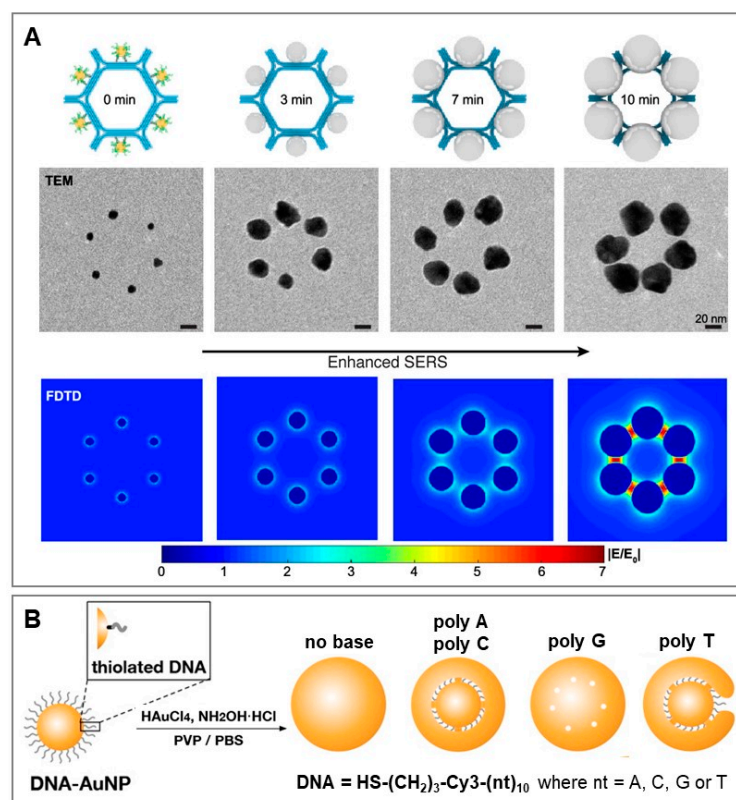 A
0 min
3 min
7 min
10 min
TEM
20 nm
Enhanced SERS
FDTD
|E/E₀|
0 1 2 3 4 5 6 7
B
thiolated DNA
DNA-AuNP
HAuCl4, NH2OH·HCl
PVP / PBS
no base
poly A
poly C
poly G
poly T
DNA = HS-(CH₂)₃-Cy3-(nt)₁₀ where nt = A, C, G or T